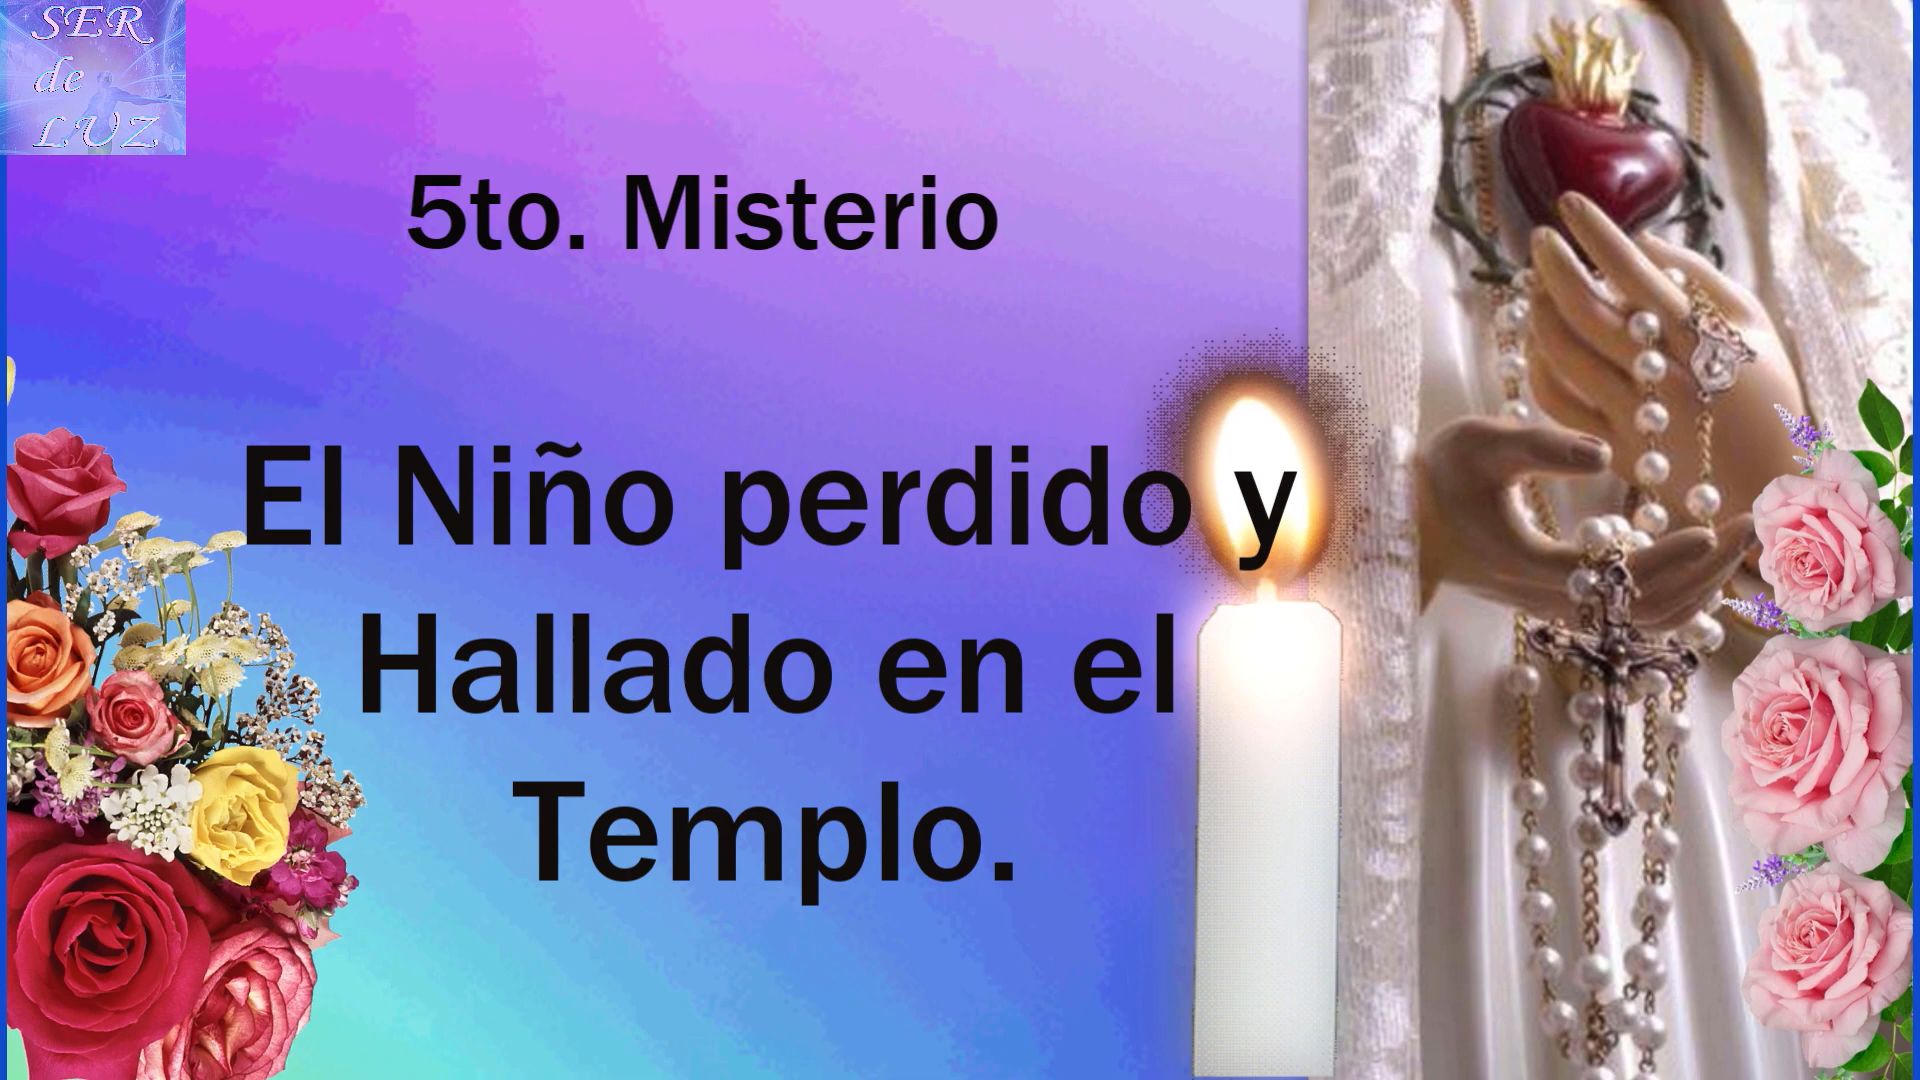 SER
de
LUZ
5to. Misterio
El Niño perdido y
Hallado en el
Templo.